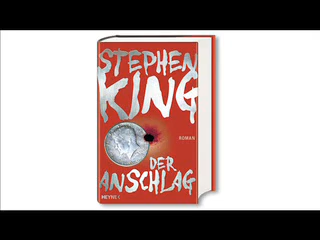 STEPHEN
KING
ROMAN
DER
ANSCHLAG
HEYNE